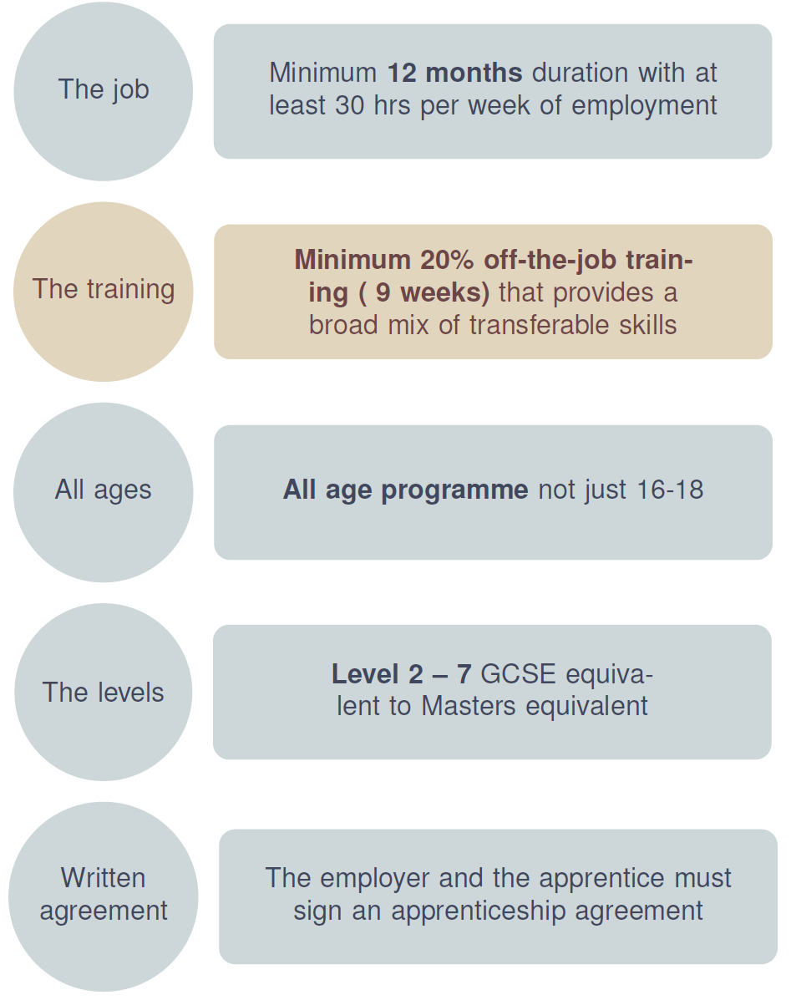 The job
Minimum 12 months duration with at
least 30 hrs per week of employment
The training
Minimum 20% off-the-job train-
ing ( 9 weeks) that provides a
broad mix of transferable skills
All ages
All age programme not just 16-18
The levels
Level 2 – 7 GCSE equiva-
lent to Masters equivalent
Written
agreement
The employer and the apprentice must
sign an apprenticeship agreement